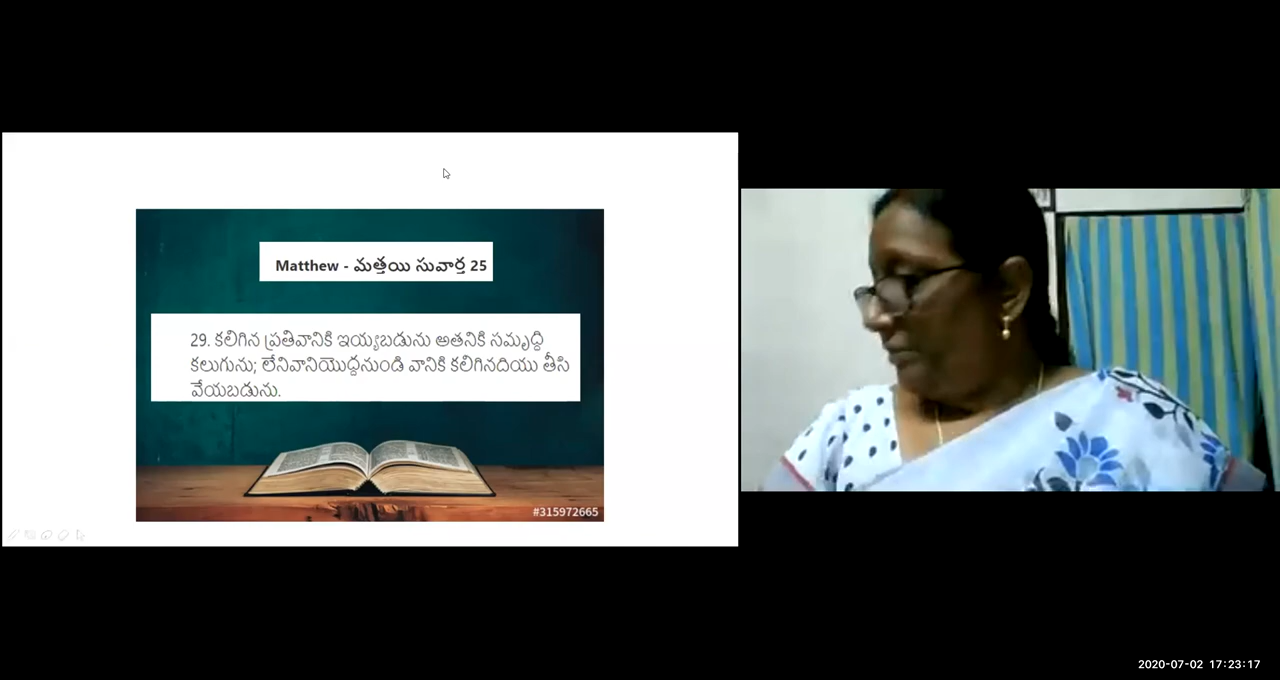 Matthew - మత్తయి సువార్త 25
29. కలిగిన ప్రతివానికి ఇయ్యబడును అతనికి సమృద్ది
కలుగును; లేనివానియొద్దనుండి వానికి కలిగినదియు తీసి
వేయబడును.
#315972665
2020-07-02 17:23:17